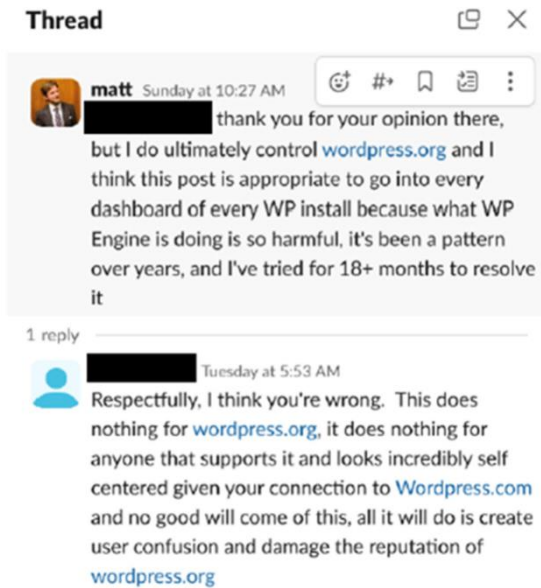 Thread
matt Sunday at 10:27 AM
thank you for your opinion there,
but I do ultimately control wordpress.org and I
think this post is appropriate to go into every
dashboard of every WP install because what WP
Engine is doing is so harmful, it's been a pattern
over years, and I've tried for 18+ months to resolve
it
1 reply
Tuesday at 5:53 AM
Respectfully, I think you're wrong.  This does
nothing for wordpress.org, it does nothing for
anyone that supports it and looks incredibly self
centered given your connection to Wordpress.com
and no good will come of this, all it will do is create
user confusion and damage the reputation of
wordpress.org